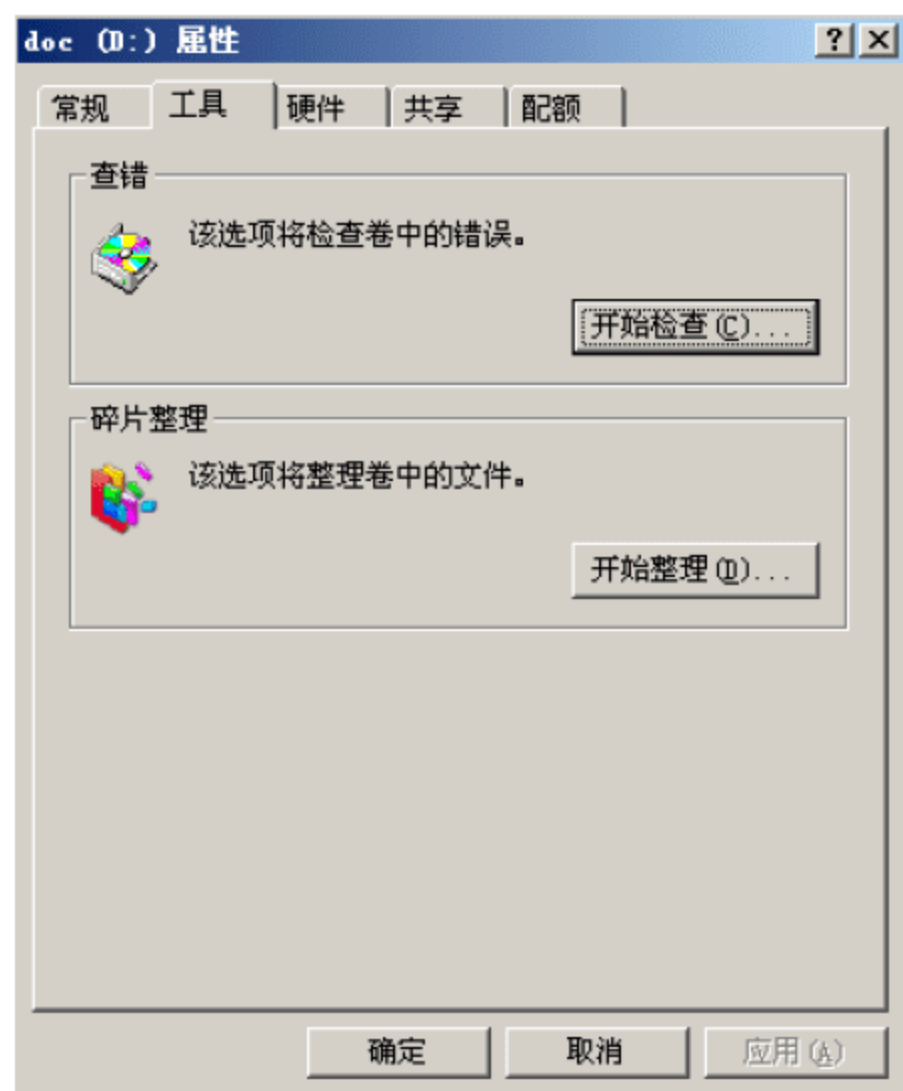 doc (D:) 属性
常规 工具 硬件 共享 配额
查错
该选项将检查卷中的错误。
开始检查(C)...
碎片整理
该选项将整理卷中的文件。
开始整理(D)...
确定 取消 应用(A)